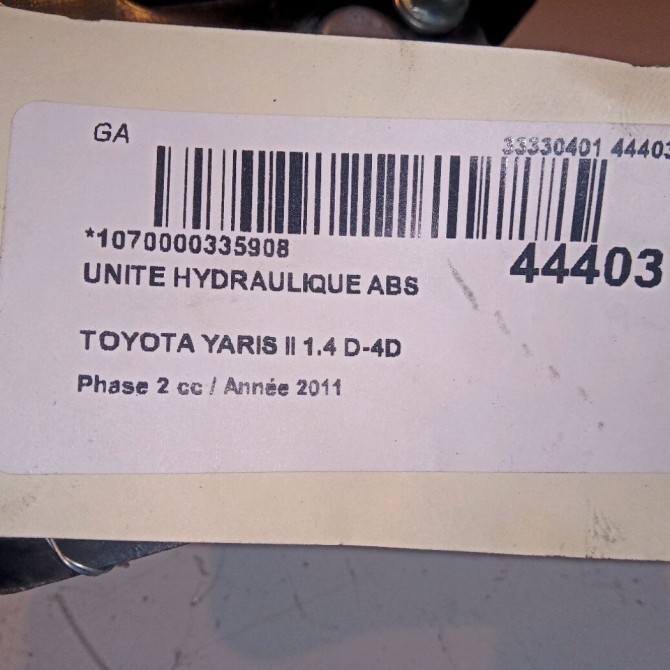 GA
33330401 44403
*1070000335908
44403
UNITE HYDRAULIQUE ABS
TOYOTA YARIS II 1.4 D-4D
Phase 2 cc / Année 2011